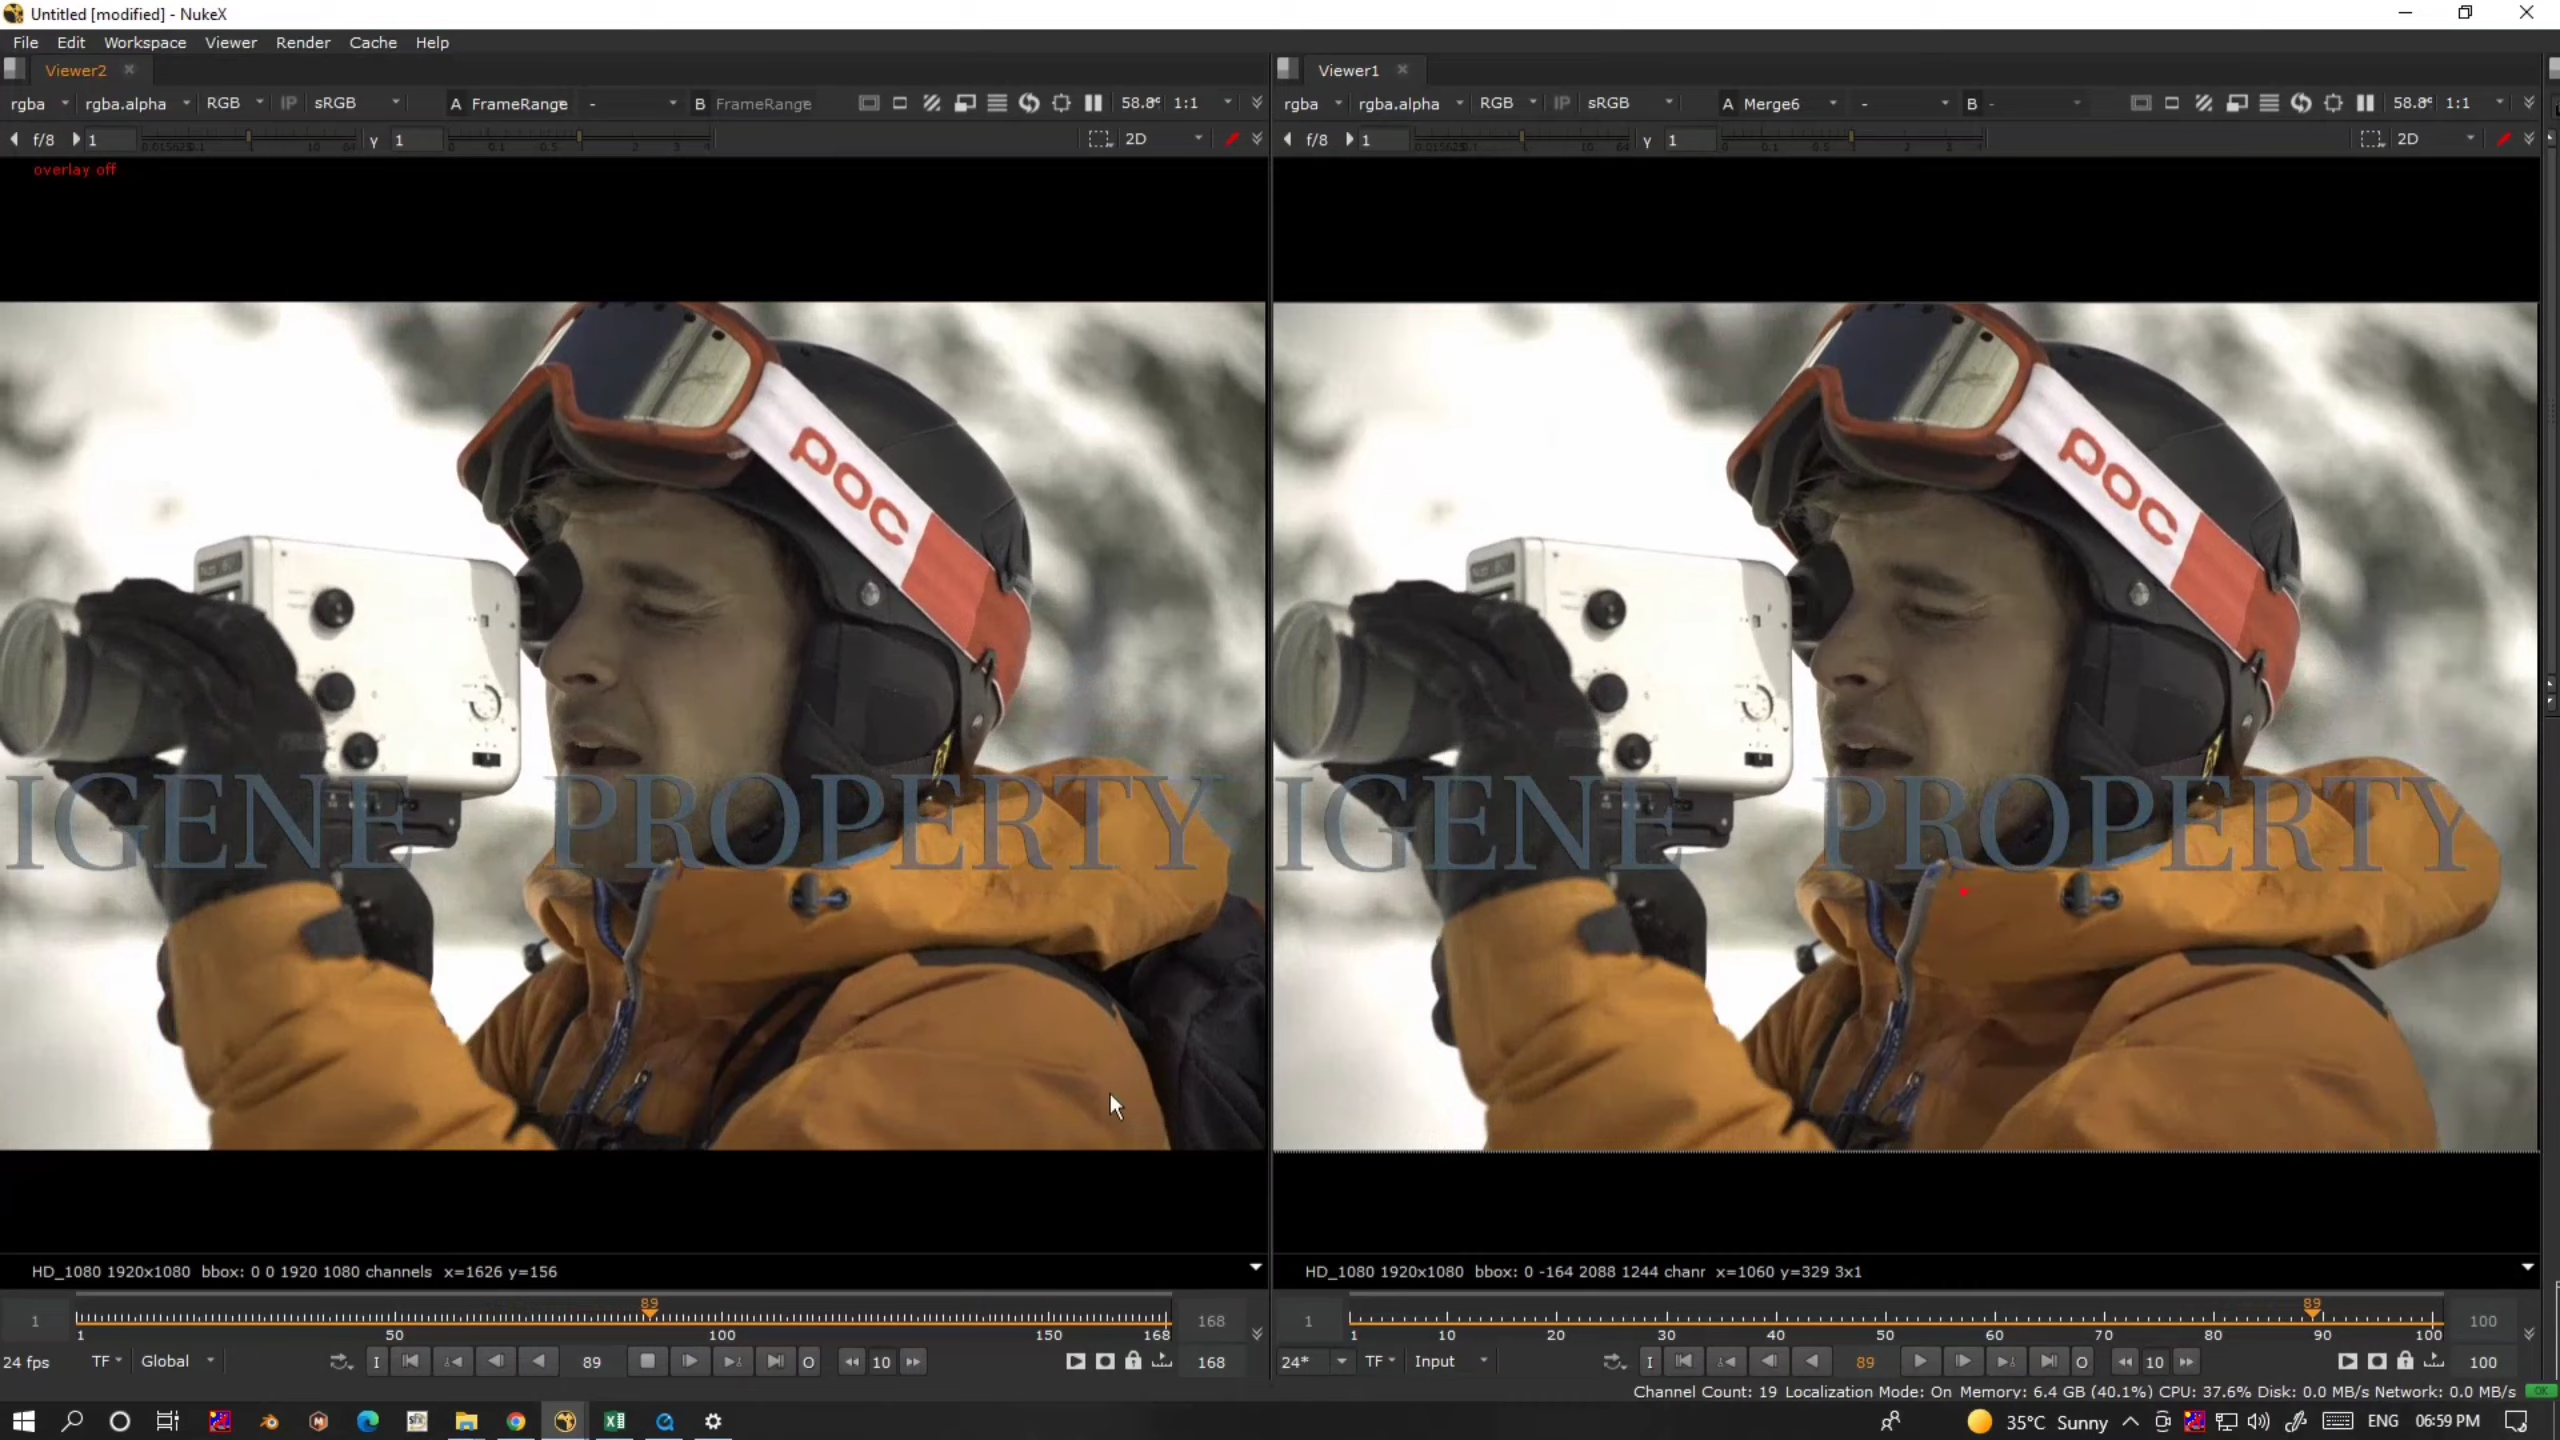 Untitled [modified] - NukeX
File Edit Workspace Viewer Render Cache Help
Viewer2
rgba rgba.alpha RGB IP sRGB A FrameRange - B FrameRange 1:1
f/8 1 γ 1 2D
overlay off
POC
IGENE PROPERTY
HD_1080 1920x1080 bbox: 0 0 1920 1080 channels x=1626 y=156
89
1 168
1 50 100 150 168
24 fps TF Global I 89 O 10 168
Viewer1
rgba rgba.alpha RGB IP sRGB A Merge6 - B - 1:1
f/8 1 γ 1 2D
POC
IGENE PROPERTY
HD_1080 1920x1080 bbox: 0 -164 2088 1244 chanr x=1060 y=329 3x1
89
1 100
1 10 20 30 40 50 60 70 80 90 100
24* TF Input I 89 O 10 100
Channel Count: 19 Localization Mode: On Memory: 6.4 GB (40.1%) CPU: 37.6% Disk: 0.0 MB/s Network: 0.0 MB/s
35°C Sunny ENG 06:59 PM